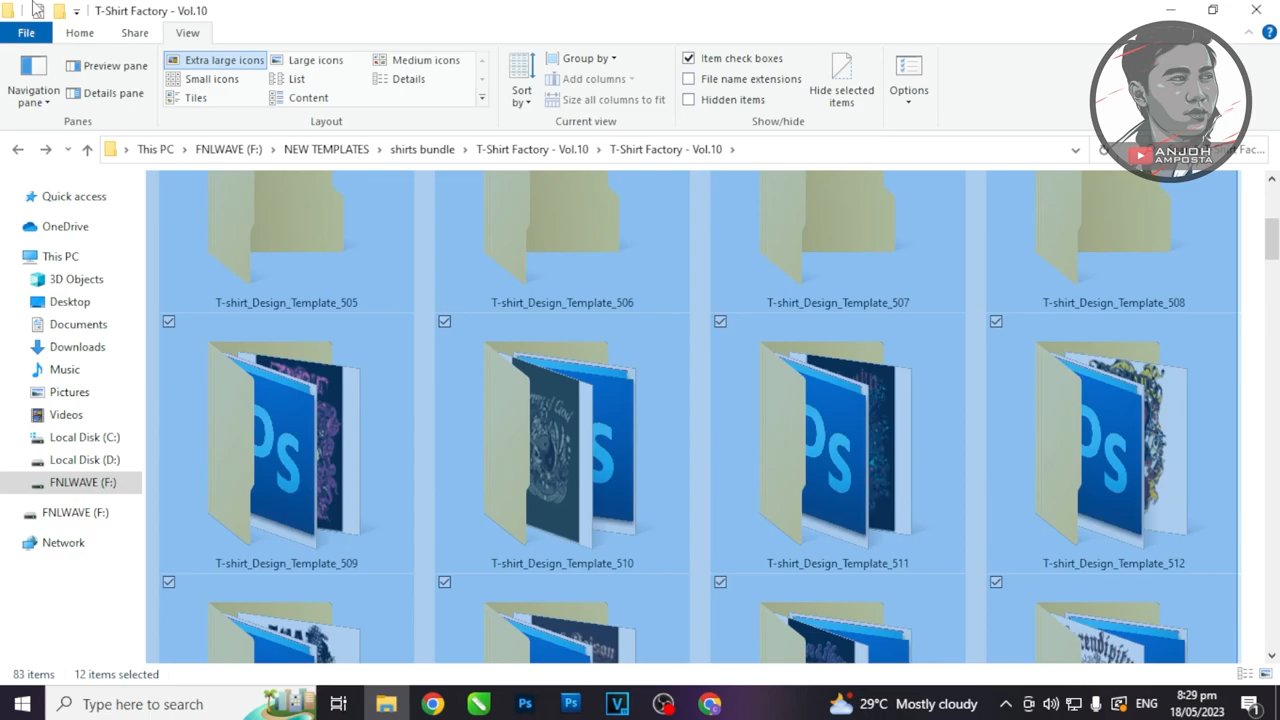 T-Shirt Factory - Vol.10
File
Home
Share
View
Navigation pane
Preview pane
Details pane
Panes
Extra large icons
Large icons
Medium icons
Small icons
List
Details
Tiles
Content
Layout
Sort by
Group by
Add columns
Size all columns to fit
Current view
Item check boxes
File name extensions
Hidden items
Hide selected items
Show/hide
Options
ANJOH AMPOSTA
This PC
FNLWAVE (F:)
NEW TEMPLATES
shirts bundle
T-Shirt Factory - Vol.10
T-Shirt Factory - Vol.10
Fac...
Quick access
OneDrive
This PC
3D Objects
Desktop
Documents
Downloads
Music
Pictures
Videos
Local Disk (C:)
Local Disk (D:)
FNLWAVE (F:)
FNLWAVE (F:)
Network
T-shirt_Design_Template_505
T-shirt_Design_Template_506
T-shirt_Design_Template_507
T-shirt_Design_Template_508
T-shirt_Design_Template_509
T-shirt_Design_Template_510
T-shirt_Design_Template_511
T-shirt_Design_Template_512
83 items
12 items selected
Type here to search
Ps
Ps
29°C Mostly cloudy
ENG
8:29 pm
18/05/2023
1